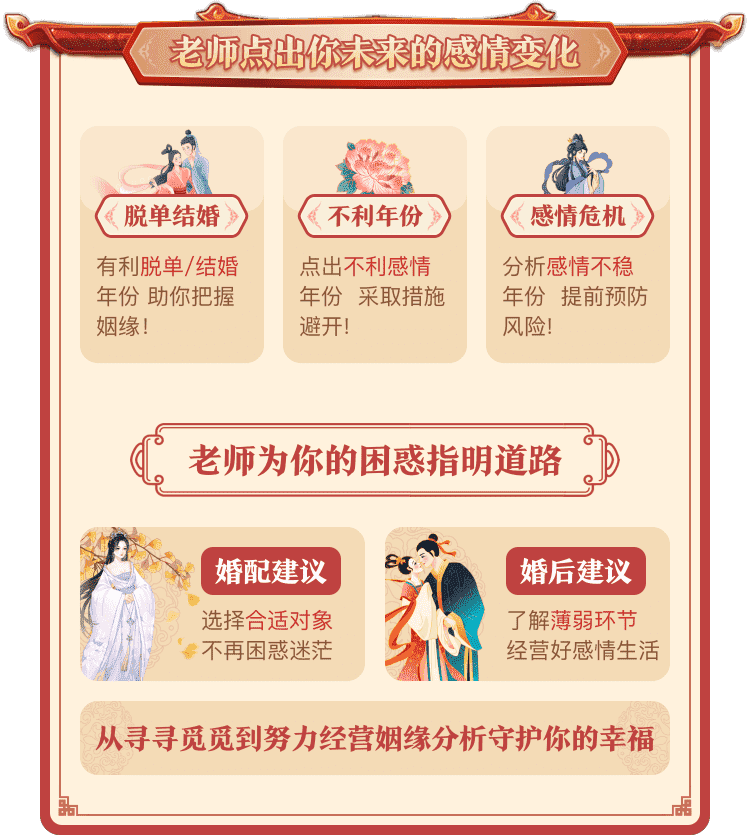 老师点出你未来的感情变化
脱单结婚
有利脱单/结婚
年份 助你把握
姻缘!
不利年份
点出不利感情
年份 采取措施
避开!
感情危机
分析感情不稳
年份 提前预防
风险!
老师为你的困惑指明道路
婚配建议
选择合适对象
不再困惑迷茫
婚后建议
了解薄弱环节
经营好感情生活
从寻寻觅觅到努力经营姻缘分析守护你的幸福